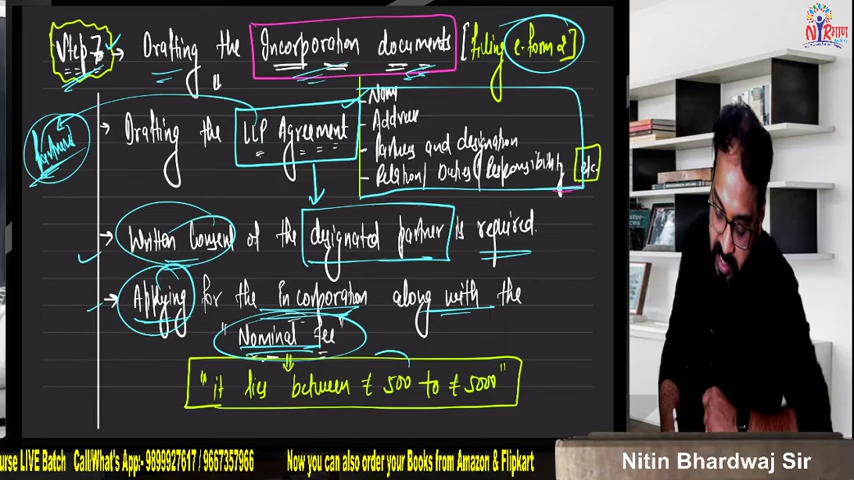 Step 3 → Drafting the Incorporation documents [filing e-form 2]
→ Drafting the LLP Agreement
- Name
- Address
- Partners and designation
- Relation/ Duties/ Responsibility etc.
→ Written Consent of the designated partner is required.
→ Applying for the Incorporation along with the
"Nominal Fee"
"it lies between ₹ 500 to ₹ 5000"
urse LIVE Batch Call/What's App:- 9899927617 / 9667357966 Now you can also order your Books from Amazon & Flipkart
Nitin Bhardwaj Sir